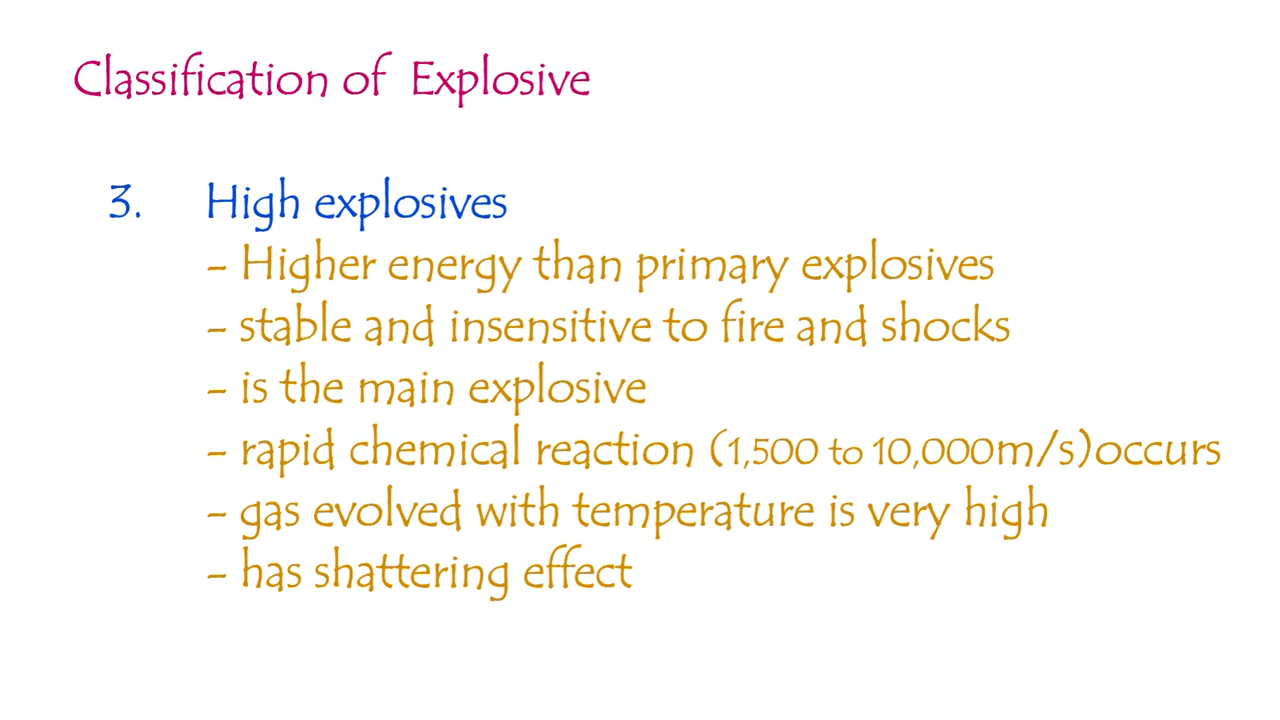 Classification of Explosive
3. High explosives
- Higher energy than primary explosives
- stable and insensitive to fire and shocks
- is the main explosive
- rapid chemical reaction (1,500 to 10,000m/s)occurs
- gas evolved with temperature is very high
- has shattering effect